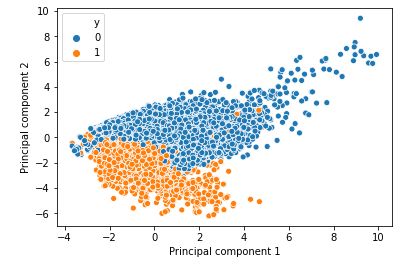 y
0
1
10
8
6
4
2
0
−2
−4
−6
Principal component 2
−4 −2 0 2 4 6 8 10
Principal component 1